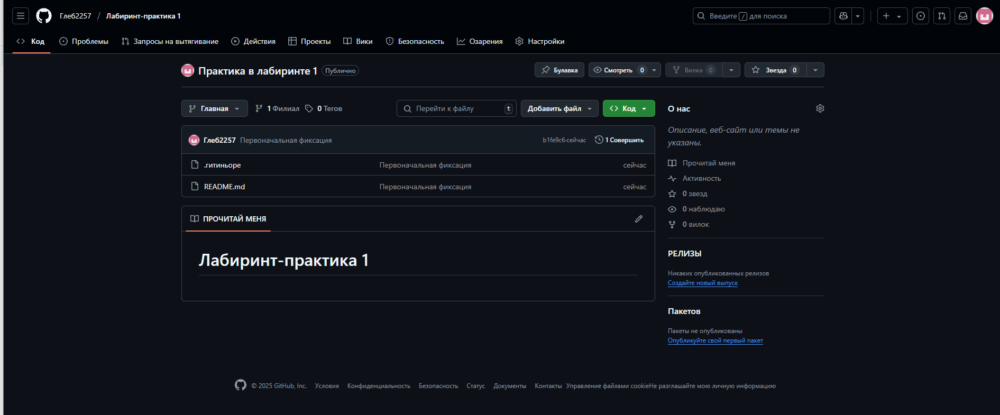 Глеб2257 / Лабиринт-практика 1
Введите / для поиска
Код Проблемы Запросы на вытягивание Действия Проекты Вики Безопасность Озарения Настройки
Практика в лабиринте 1 Публично
Булавка Смотреть 0 Вилка 0 Звезда 0
Главная 1 Филиал 0 Тегов Перейти к файлу t Добавить файл Код
Глеб2257 Первоначальная фиксация b1fe9c6·сейчас 1 Совершить
.гитиньоре Первоначальная фиксация сейчас
README.md Первоначальная фиксация сейчас
ПРОЧИТАЙ МЕНЯ
Лабиринт-практика 1
О нас
Описание, веб-сайт или темы не
указаны.
Прочитай меня
Активность
0 звезд
0 наблюдаю
0 вилок
РЕЛИЗЫ
Никаких опубликованных релизов
Создайте новый выпуск
Пакетов
Пакеты не опубликованы
Опубликуйте свой первый пакет
© 2025 GitHub, Inc. Условия Конфиденциальность Безопасность Статус Документы Контакты Управление файлами cookieНе разглашайте мою личную информацию